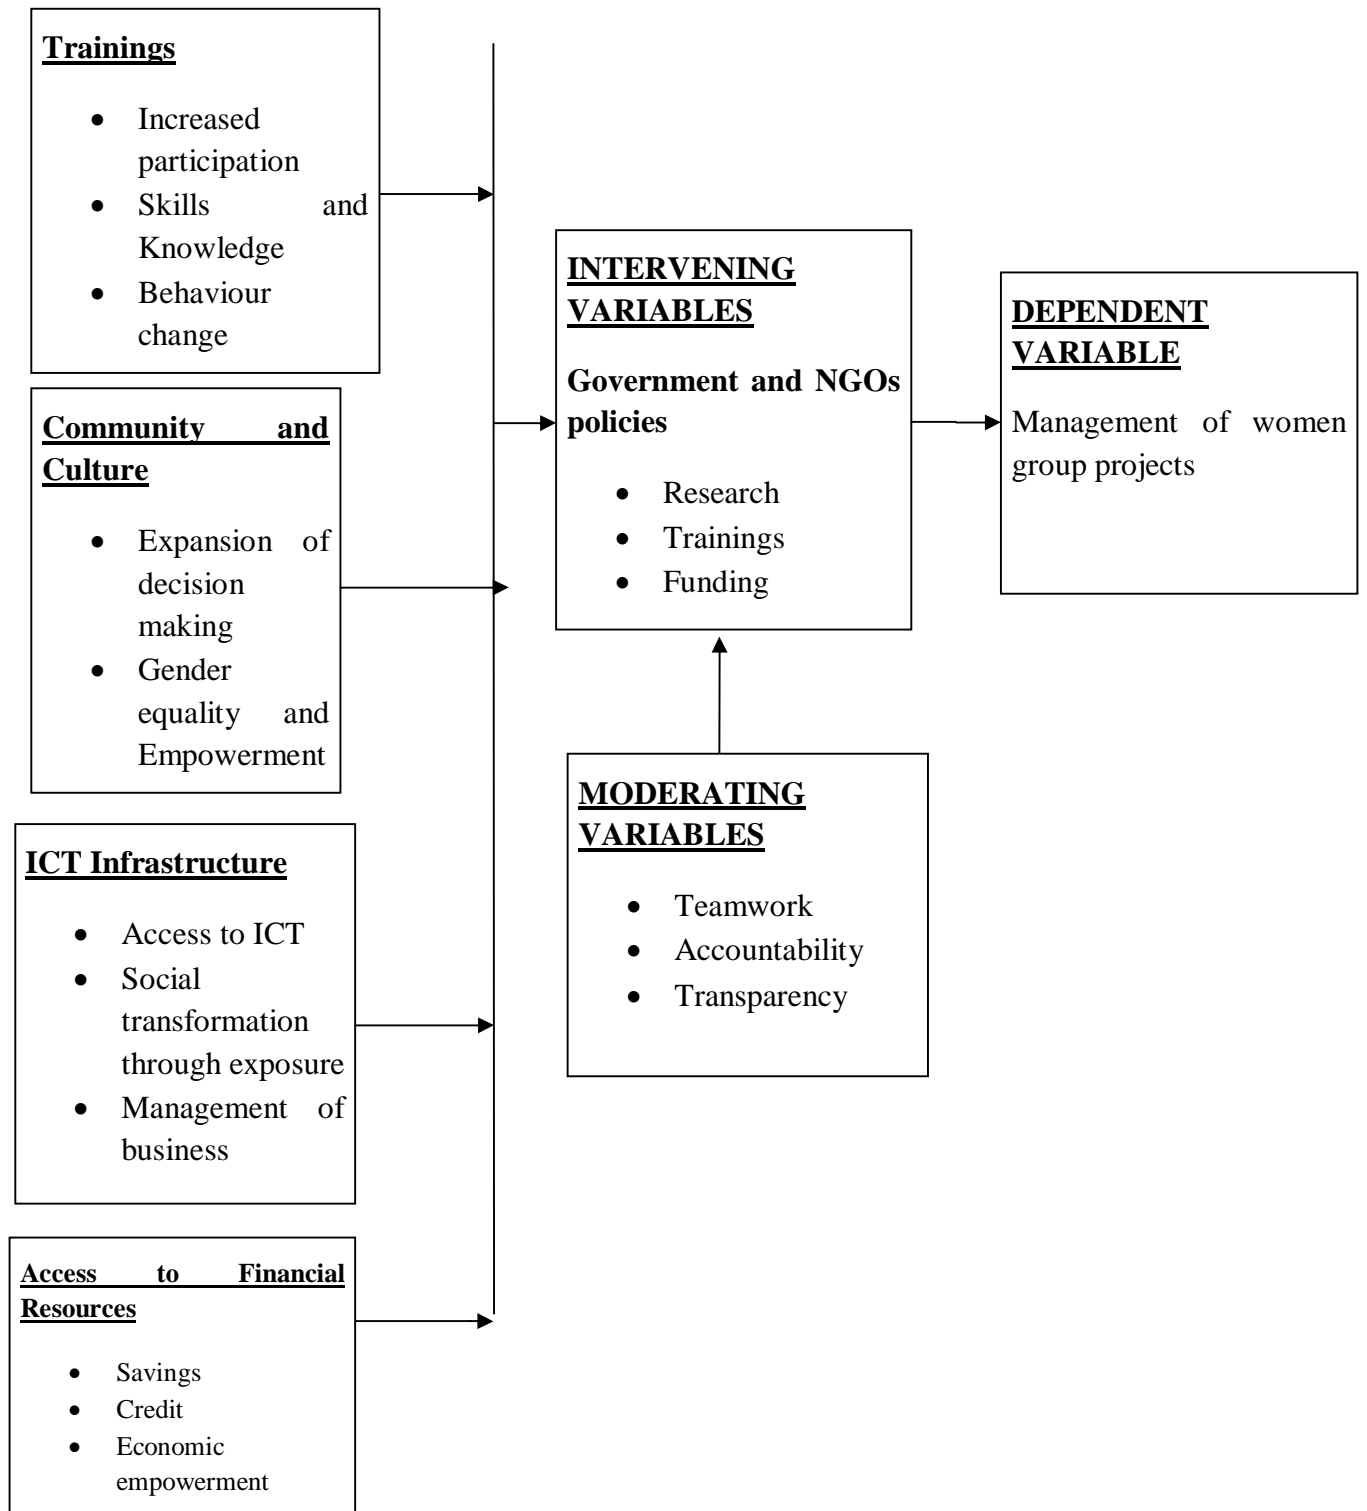 Trainings
• Increased
participation
• Skills and
Knowledge
• Behaviour
change
Community and
Culture
• Expansion of
decision
making
• Gender
equality and
Empowerment
ICT Infrastructure
• Access to ICT
• Social
transformation
through exposure
• Management of
business
Access to Financial
Resources
• Savings
• Credit
• Economic
empowerment
INTERVENING
VARIABLES
Government and NGOs
policies
• Research
• Trainings
• Funding
MODERATING
VARIABLES
• Teamwork
• Accountability
• Transparency
DEPENDENT
VARIABLE
Management of women
group projects